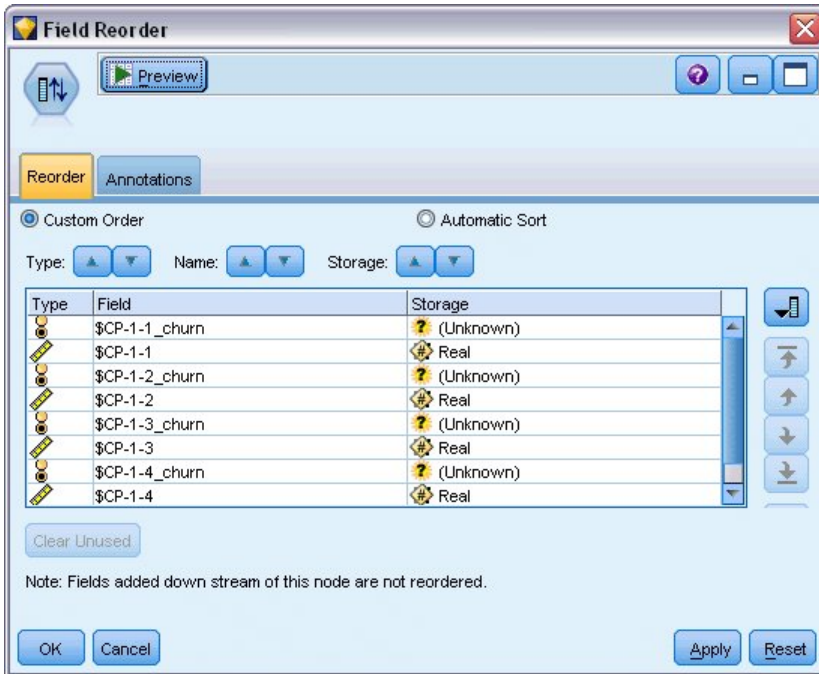 Field Reorder
Preview
Reorder
Annotations
Custom Order
Automatic Sort
Type:
Name:
Storage:
Type Field Storage
$CP-1-1_churn (Unknown)
$CP-1-1 Real
$CP-1-2_churn (Unknown)
$CP-1-2 Real
$CP-1-3_churn (Unknown)
$CP-1-3 Real
$CP-1-4_churn (Unknown)
$CP-1-4 Real
Clear Unused
Note: Fields added down stream of this node are not reordered.
OK
Cancel
Apply
Reset